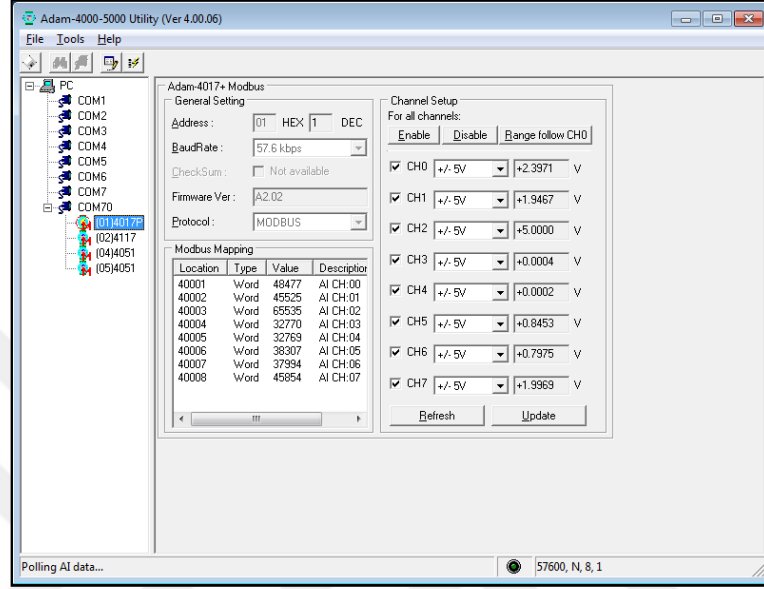 Adam-4000-5000 Utility (Ver 4.00.06)
File Tools Help
PC
COM1
COM2
COM3
COM4
COM5
COM6
COM7
COM70
(01)4017P
(02)4117
(04)4051
(05)4051
Adam-4017+ Modbus
General Setting
Address : 01 HEX 1 DEC
BaudRate : 57.6 kbps
CheckSum : Not available
Firmware Ver : A2.02
Protocol : MODBUS
Modbus Mapping
Location Type Value Description
40001 Word 48477 AI CH:00
40002 Word 45525 AI CH:01
40003 Word 65535 AI CH:02
40004 Word 32770 AI CH:03
40005 Word 32769 AI CH:04
40006 Word 38307 AI CH:05
40007 Word 37994 AI CH:06
40008 Word 45854 AI CH:07
Channel Setup
For all channels:
Enable Disable Range follow CH0
CH0 +/- 5V +2.3971 V
CH1 +/- 5V +1.9467 V
CH2 +/- 5V +5.0000 V
CH3 +/- 5V +0.0004 V
CH4 +/- 5V +0.0002 V
CH5 +/- 5V +0.8453 V
CH6 +/- 5V +0.7975 V
CH7 +/- 5V +1.9969 V
Refresh Update
Polling AI data... 57600, N, 8, 1